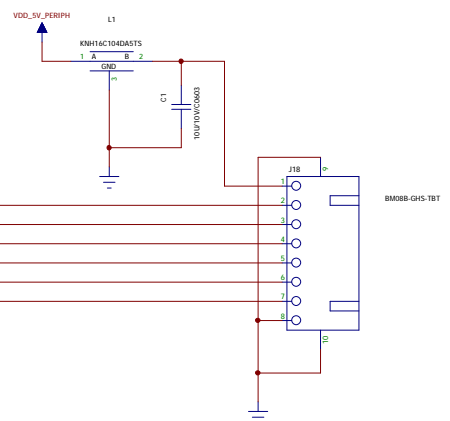 VDD_5V_PERIPH
L1
KNH16C104DA5TS
1 A B 2
GND
3
C1
10U/10V/C0603
J18
9
1
BM08B-GHS-TBT
2
3
4
5
6
7
8
10